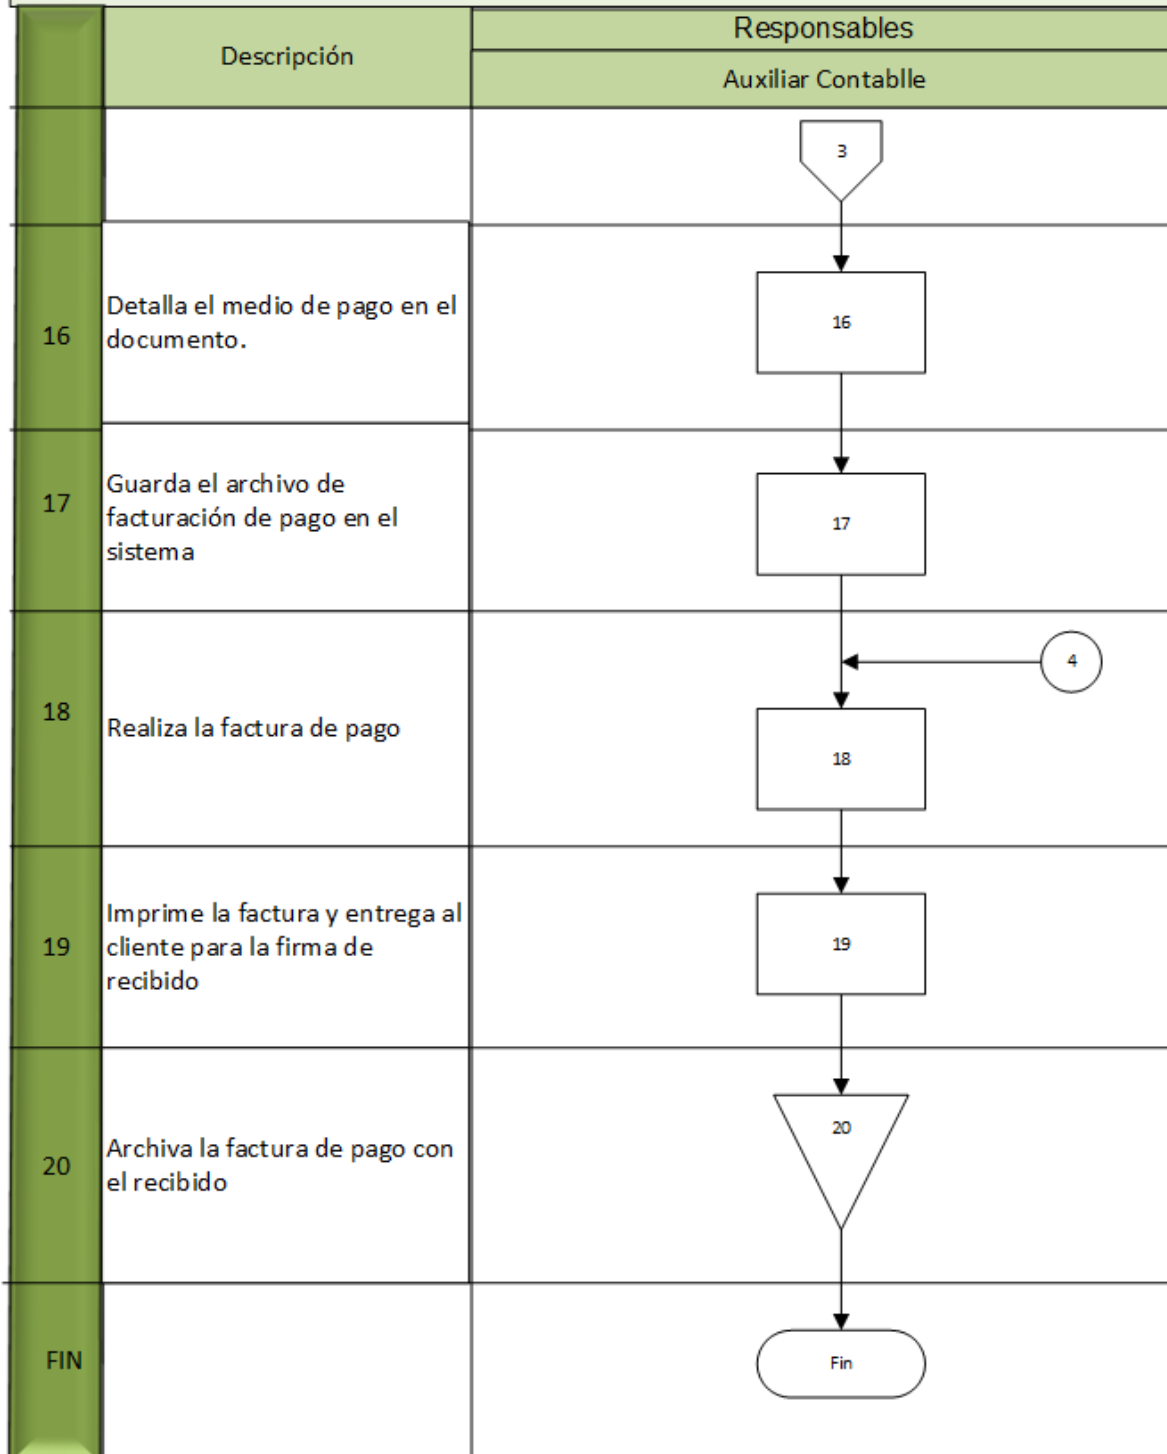 Descripción
Responsables
Auxiliar Contablle
3
16
Detalla el medio de pago en el
documento.
16
17
Guarda el archivo de
facturación de pago en el
sistema
17
4
18
Realiza la factura de pago
18
19
Imprime la factura y entrega al
cliente para la firma de
recibido
19
20
Archiva la factura de pago con
el recibido
20
FIN
Fin